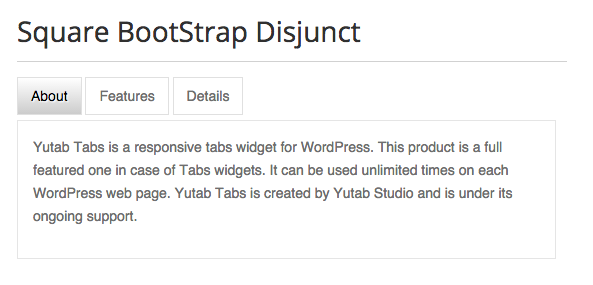 Square BootStrap Disjunct
About Features Details
Yutab Tabs is a responsive tabs widget for WordPress. This product is a full
featured one in case of Tabs widgets. It can be used unlimited times on each
WordPress web page. Yutab Tabs is created by Yutab Studio and is under its
ongoing support.